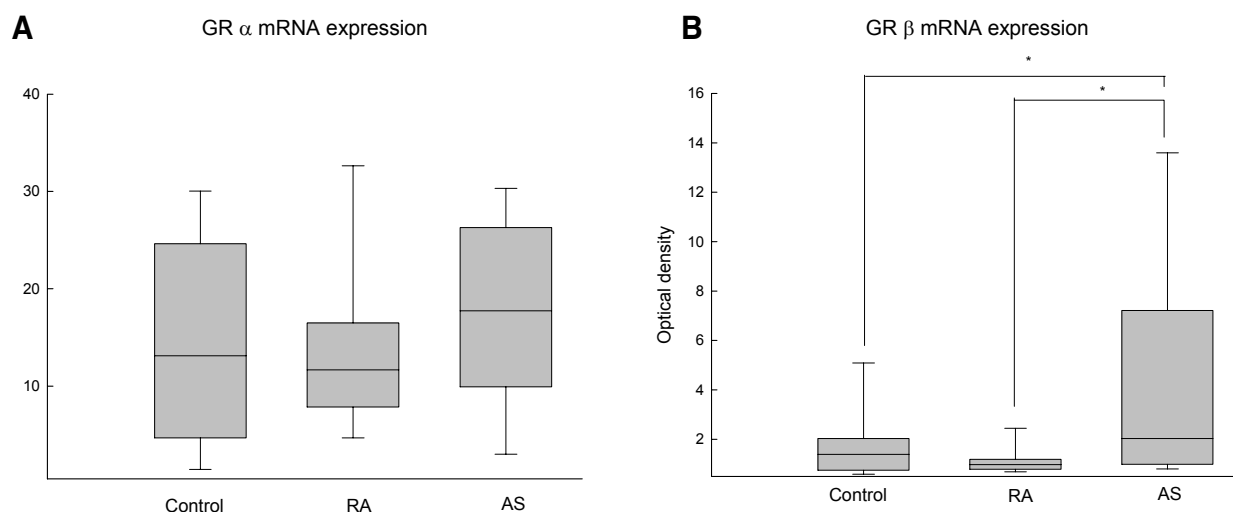 A
GR α mRNA expression
40
30
20
10
Control
RA
AS
B
GR β mRNA expression
*
*
Optical density
16
14
12
10
8
6
4
2
Control
RA
AS